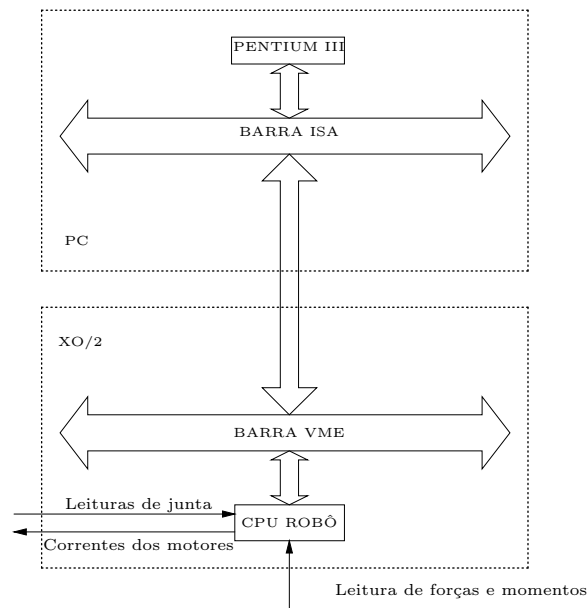 PENTIUM III
BARRA ISA
PC
XO/2
BARRA VME
Leituras de junta
CPU ROBÔ
Correntes dos motores
Leitura de forças e momentos